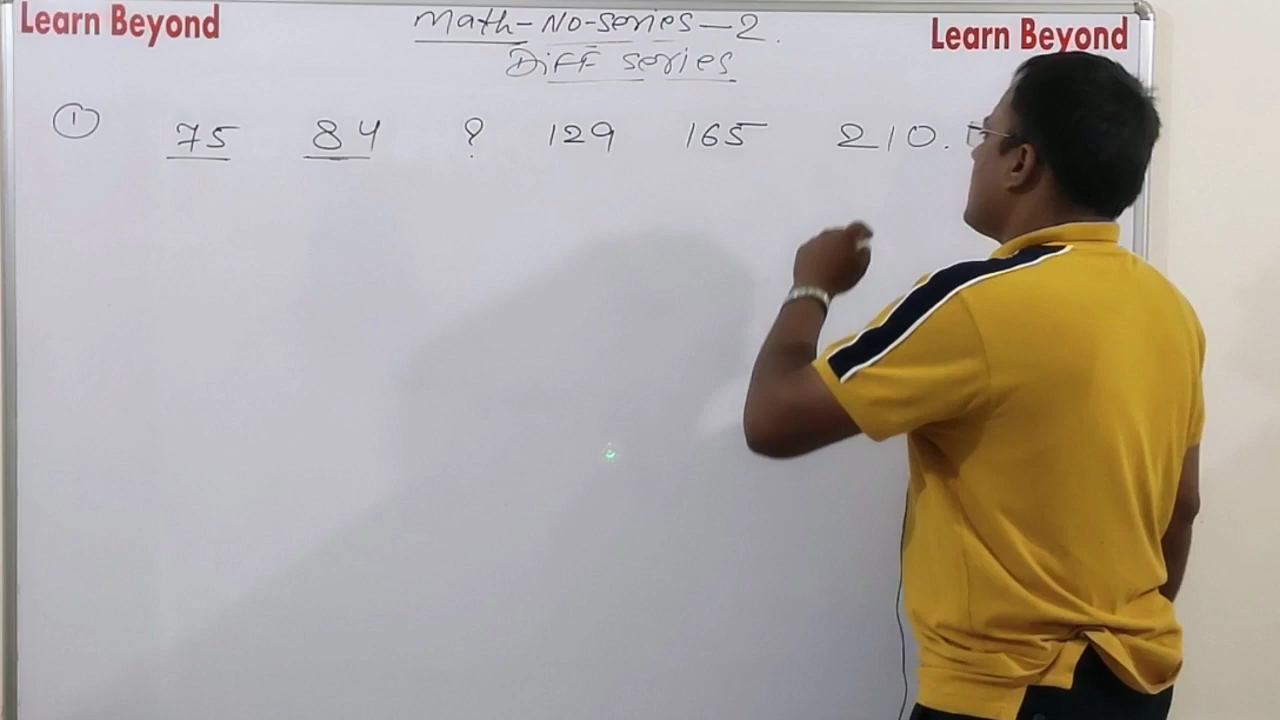 Learn Beyond
Math-No-series-2.
Learn Beyond
Diff series
① 75 84 ? 129 165 210.